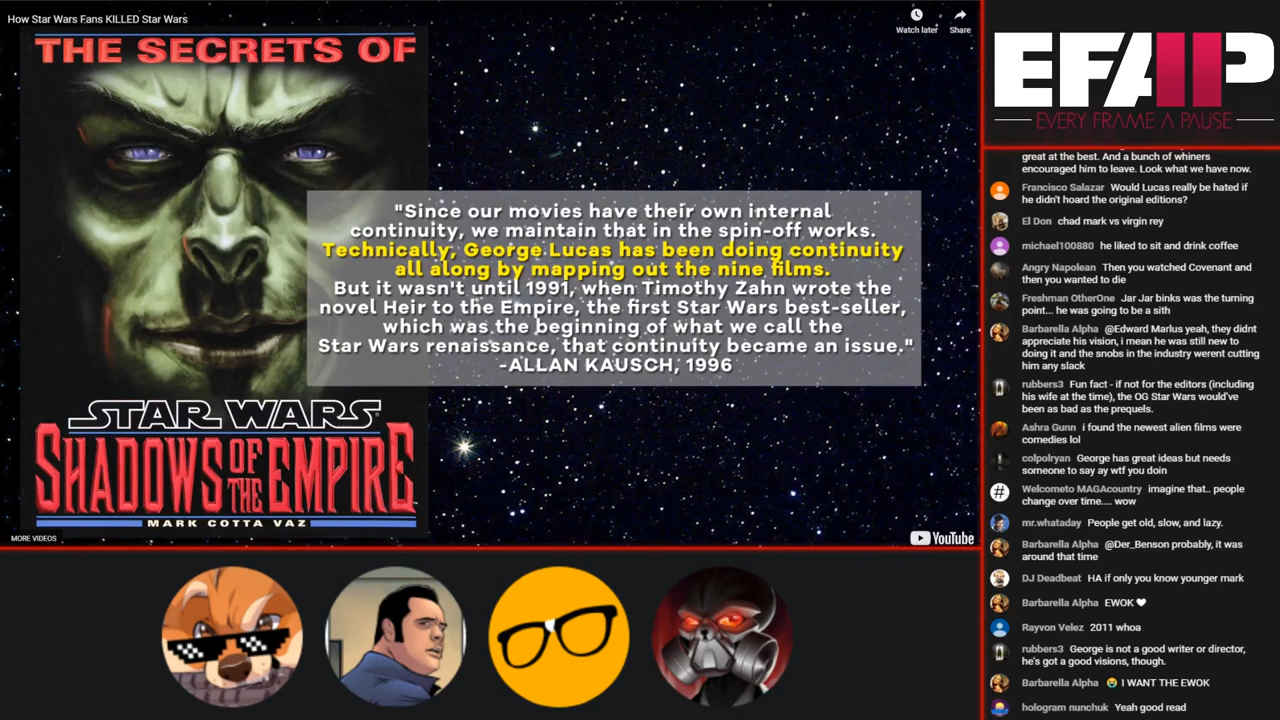 How Star Wars Fans KILLED Star Wars
Watch later
Share
THE SECRETS OF
"Since our movies have their own internal
continuity, we maintain that in the spin-off works.
Technically, George Lucas has been doing continuity
all along by mapping out the nine films.
But it wasn't until 1991, when Timothy Zahn wrote the
novel Heir to the Empire, the first Star Wars best-seller,
which was the beginning of what we call the
Star Wars renaissance, that continuity became an issue."
-ALLAN KAUSCH, 1996
STAR WARS
SHADOWS OF THE EMPIRE
MARK COTTA VAZ
MORE VIDEOS
YouTube
EFAP
EVERY FRAME A PAUSE
great at the best. And a bunch of whiners
encouraged him to leave. Look what we have now.
Francisco Salazar Would Lucas really be hated if
he didn't hoard the original editions?
El Don chad mark vs virgin rey
michael100880 he liked to sit and drink coffee
Angry Napolean Then you watched Covenant and
then you wanted to die
Freshman OtherOne Jar Jar binks was the turning
point... he was going to be a sith
Barbarella Alpha @Edward Marlus yeah, they didnt
appreciate his vision, i mean he was still new to
doing it and the snobs in the industry werent cutting
him any slack
rubbers3 Fun fact - if not for the editors (including
his wife at the time), the OG Star Wars would've
been as bad as the prequels.
Ashra Gunn i found the newest alien films were
comedies lol
colpolryan George has great ideas but needs
someone to say ay wtf you doin
# Welcometo MAGAcountry imagine that.. people
change over time.... wow
mr.whataday People get old, slow, and lazy.
Barbarella Alpha @Der_Benson probably, it was
around that time
DJ Deadbeat HA if only you know younger mark
Barbarella Alpha EWOK 🖤
Rayvon Velez 2011 whoa
rubbers3 George is not a good writer or director,
he's got a good visions, though.
Barbarella Alpha 😭 I WANT THE EWOK
hologram nunchuk Yeah good read